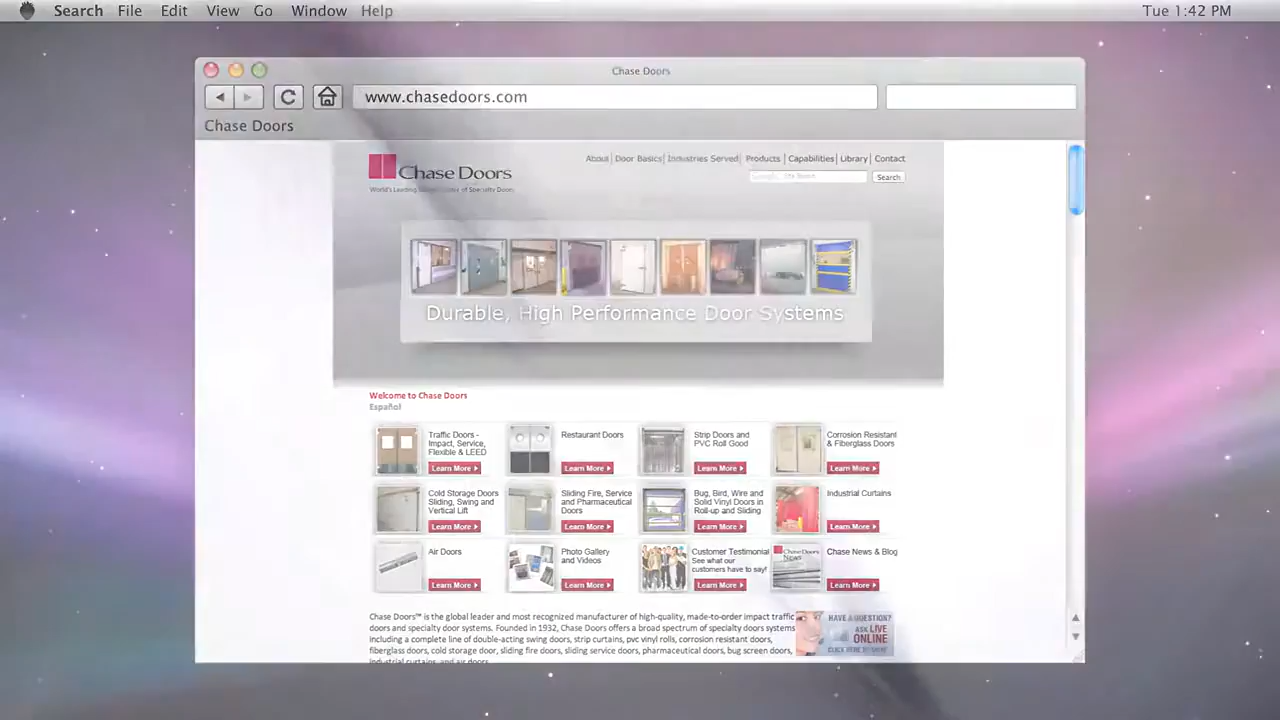 Search File Edit View Go Window Help Tue 1:42 PM
Chase Doors
www.chasedoors.com
Chase Doors
About Door Basics Industries Served Products Capabilities Library Contact
Chase Doors
World's Leading
of Specialty Doors
Search
Durable, High Performance Door Systems
Welcome to Chase Doors
Español
Traffic Doors -
Impact, Service,
Flexible & LEED
Learn More
Restaurant Doors
Learn More
Strip Doors and
PVC Roll Good
Learn More
Corrosion Resistant
& Fiberglass Doors
Learn More
Cold Storage Doors
Sliding, Swing and
Vertical Lift
Learn More
Sliding Fire, Service
and Pharmaceutical
Doors
Learn More
Bug, Bird, Wire and
Solid Vinyl Doors in
Roll-up and Sliding
Learn More
Industrial Curtains
Learn More
Air Doors
Learn More
Photo Gallery
and Videos
Learn More
Customer Testimonial
See what our
customers have to say!
Learn More
Chase Doors
News
Chase News & Blog
Learn More
Chase Doors™ is the global leader and most recognized manufacturer of high-quality, made-to-order impact traffic
doors and specialty door systems. Founded in 1932, Chase Doors offers a broad spectrum of specialty doors systems
including a complete line of double-acting swing doors, strip curtains, pvc vinyl rolls, corrosion resistant doors,
fiberglass doors, cold storage door, sliding fire doors, sliding service doors, pharmaceutical doors, bug screen doors,
industrial curtains, and air doors.
HAVE A QUESTION?
ASK LIVE
ONLINE
CLICK HERE